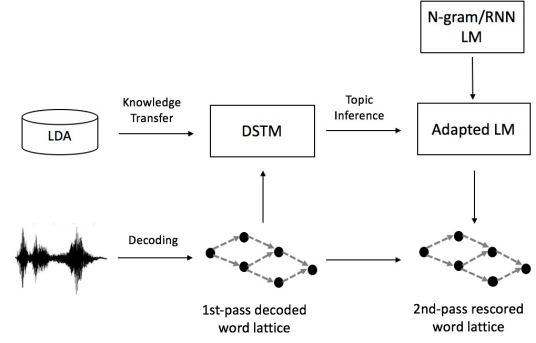 N-gram/RNN
LM
Knowledge
Transfer
Topic
Inference
LDA
DSTM
Adapted LM
Decoding
1st-pass decoded
word lattice
2nd-pass rescored
word lattice